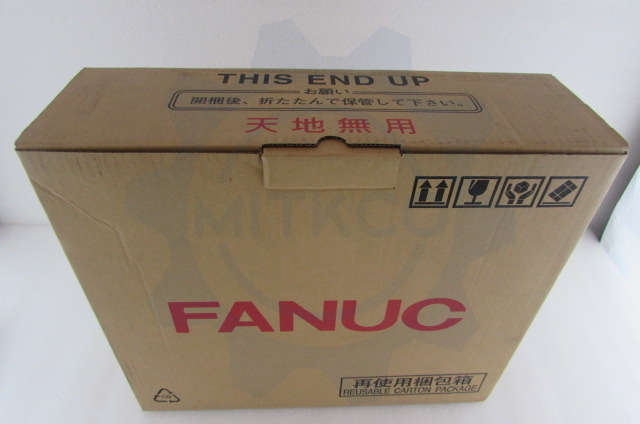 THIS END UP
お願い
開梱後、折たたんで保管して下さい。
天地無用
MITKCO
FANUC
再使用梱包箱
REUSABLE CARTON PACKAGE